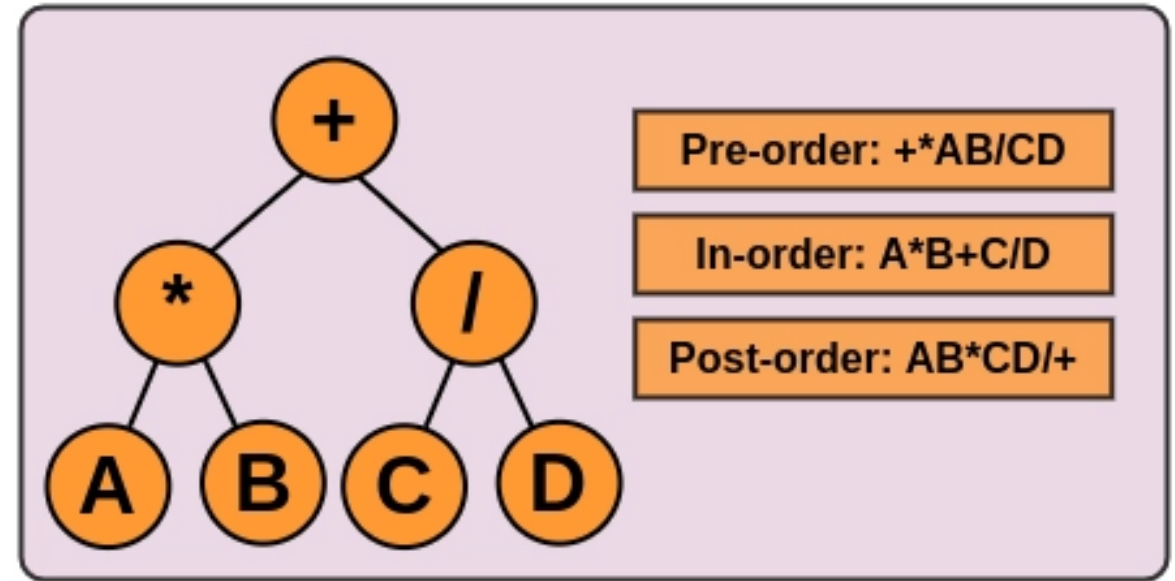 +
Pre-order: +*AB/CD
In-order: A*B+C/D
* /
Post-order: AB*CD/+
A B C D